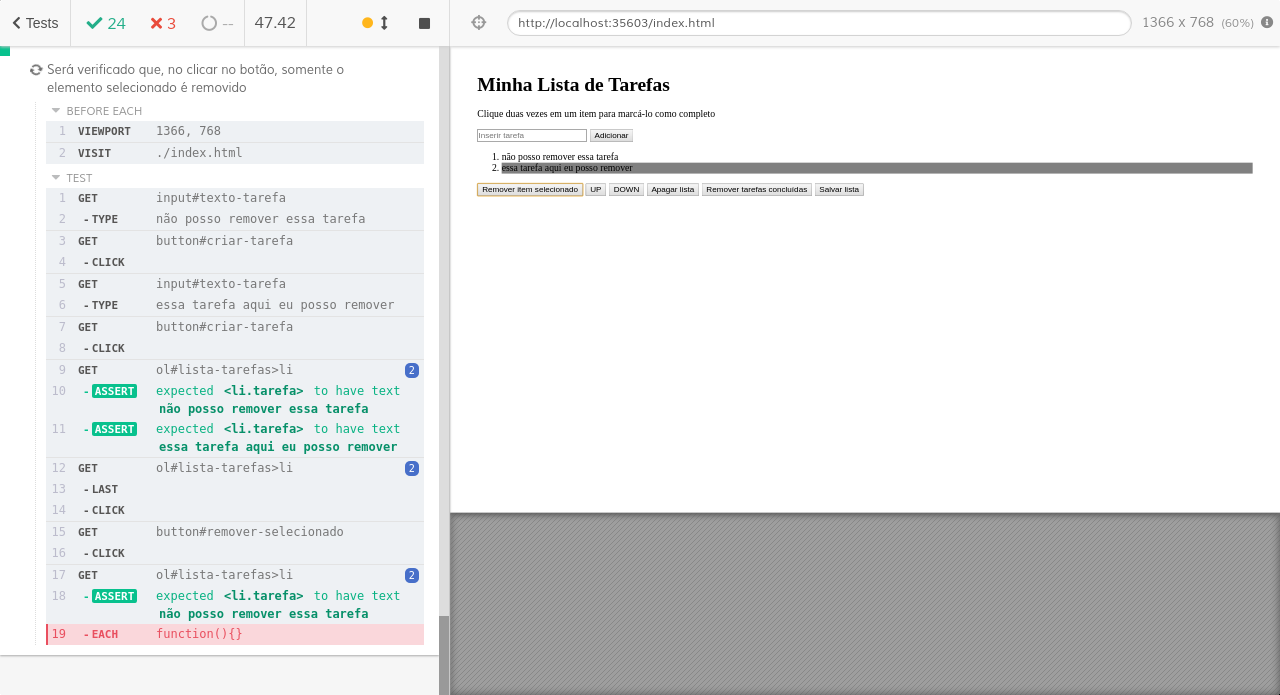 Tests 24 3 -- 47.42
http://localhost:35603/index.html 1366 x 768 (60%)
Será verificado que, no clicar no botão, somente o
elemento selecionado é removido
BEFORE EACH
1 VIEWPORT 1366, 768
2 VISIT ./index.html
TEST
1 GET input#texto-tarefa
2 -TYPE não posso remover essa tarefa
3 GET button#criar-tarefa
4 -CLICK
5 GET input#texto-tarefa
6 -TYPE essa tarefa aqui eu posso remover
7 GET button#criar-tarefa
8 -CLICK
9 GET ol#lista-tarefas>li 2
10 -ASSERT expected <li.tarefa> to have text
não posso remover essa tarefa
11 -ASSERT expected <li.tarefa> to have text
essa tarefa aqui eu posso remover
12 GET ol#lista-tarefas>li 2
13 -LAST
14 -CLICK
15 GET button#remover-selecionado
16 -CLICK
17 GET ol#lista-tarefas>li 2
18 -ASSERT expected <li.tarefa> to have text
não posso remover essa tarefa
19 -EACH function(){}
Minha Lista de Tarefas
Clique duas vezes em um item para marcá-lo como completo
Inserir tarefa Adicionar
1. não posso remover essa tarefa
2. essa tarefa aqui eu posso remover
Remover item selecionado UP DOWN Apagar lista Remover tarefas concluídas Salvar lista